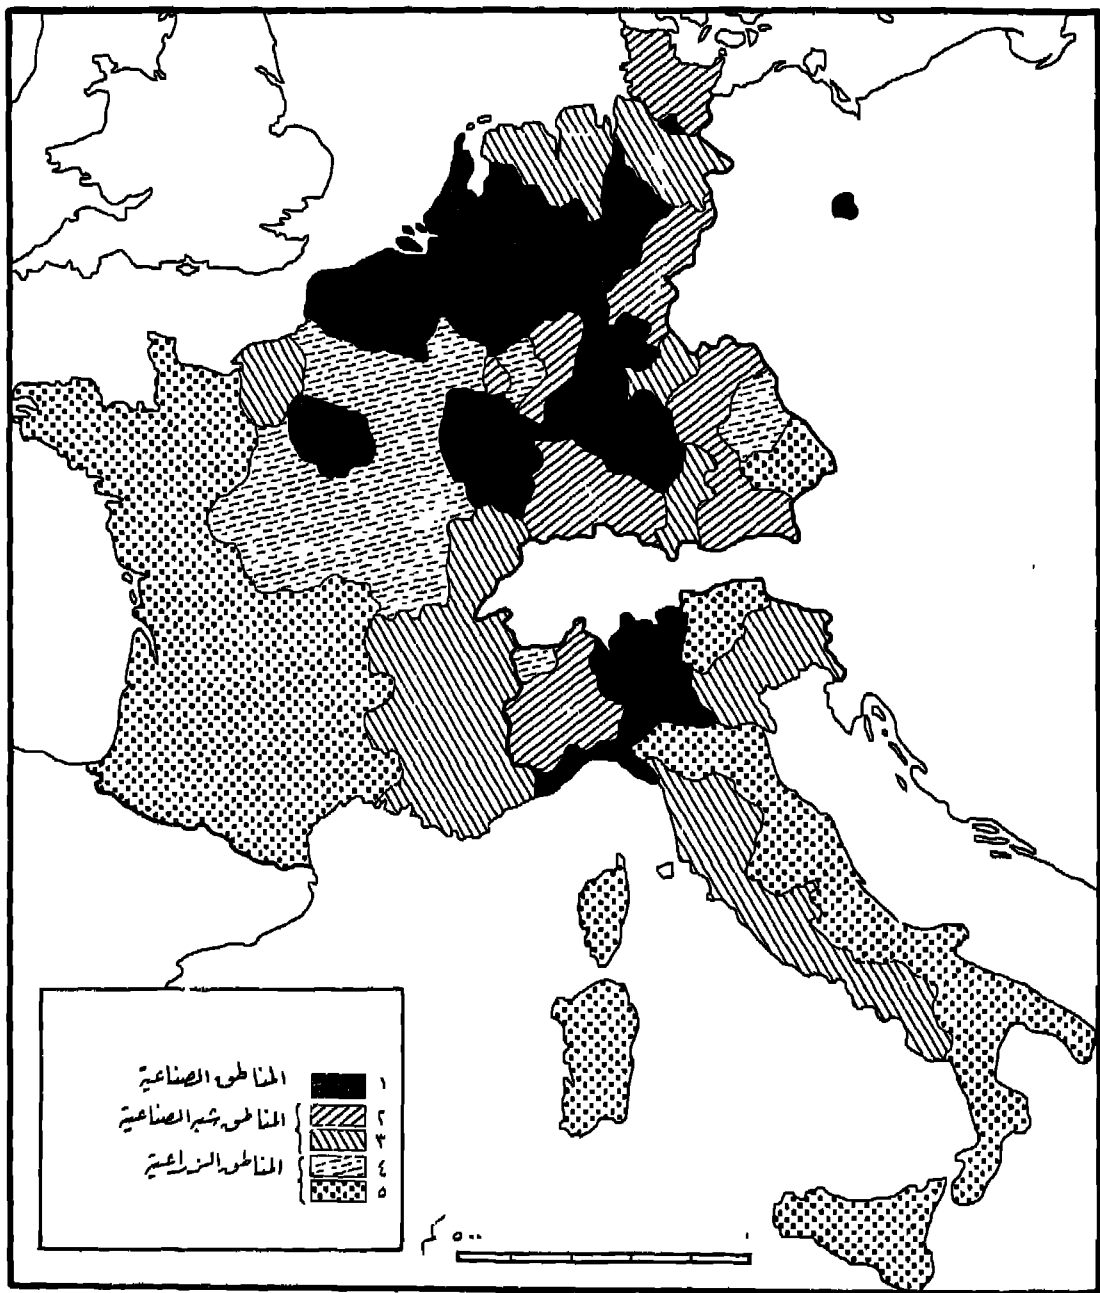 ١ المناطق الصناعية
٢ المناطق شبه الصناعية
٣
٤ المناطق الزراعية
٥
٥٠٠ كم